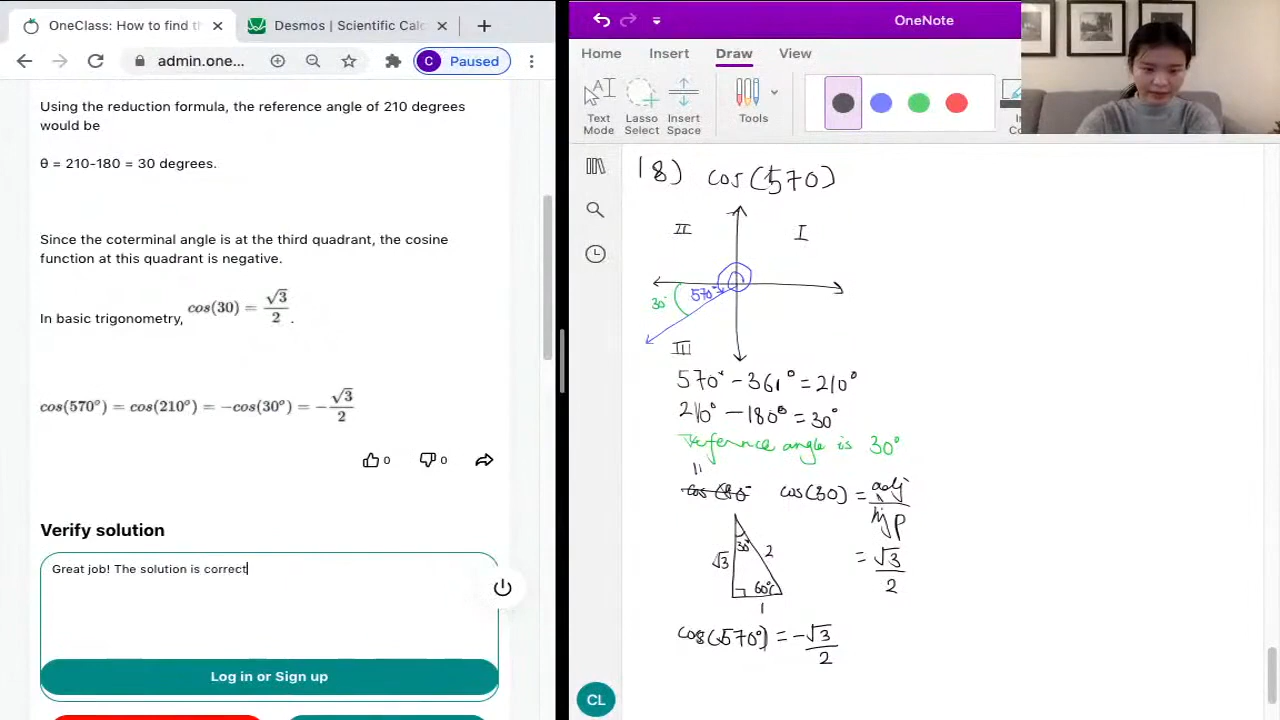 OneClass: How to find th
Desmos | Scientific Calc
admin.one...
Paused
Using the reduction formula, the reference angle of 210 degrees
would be
θ = 210-180 = 30 degrees.
Since the coterminal angle is at the third quadrant, the cosine
function at this quadrant is negative.
In basic trigonometry, cos(30) = √3/2 .
cos(570°) = cos(210°) = -cos(30°) = -√3/2
0
0
Verify solution
Great job! The solution is correct
Log in or Sign up
OneNote
Home Insert Draw View
Text Mode
Lasso Select
Insert Space
Tools
18) cos(570)
II
I
30°
570°
III
570° - 360° = 210°
210° - 180° = 30°
Reference angle is 30°
cos(30) = adj/hyp
√3
30°
2
60°
1
= √3/2
cos(570°) = -√3/2
CL